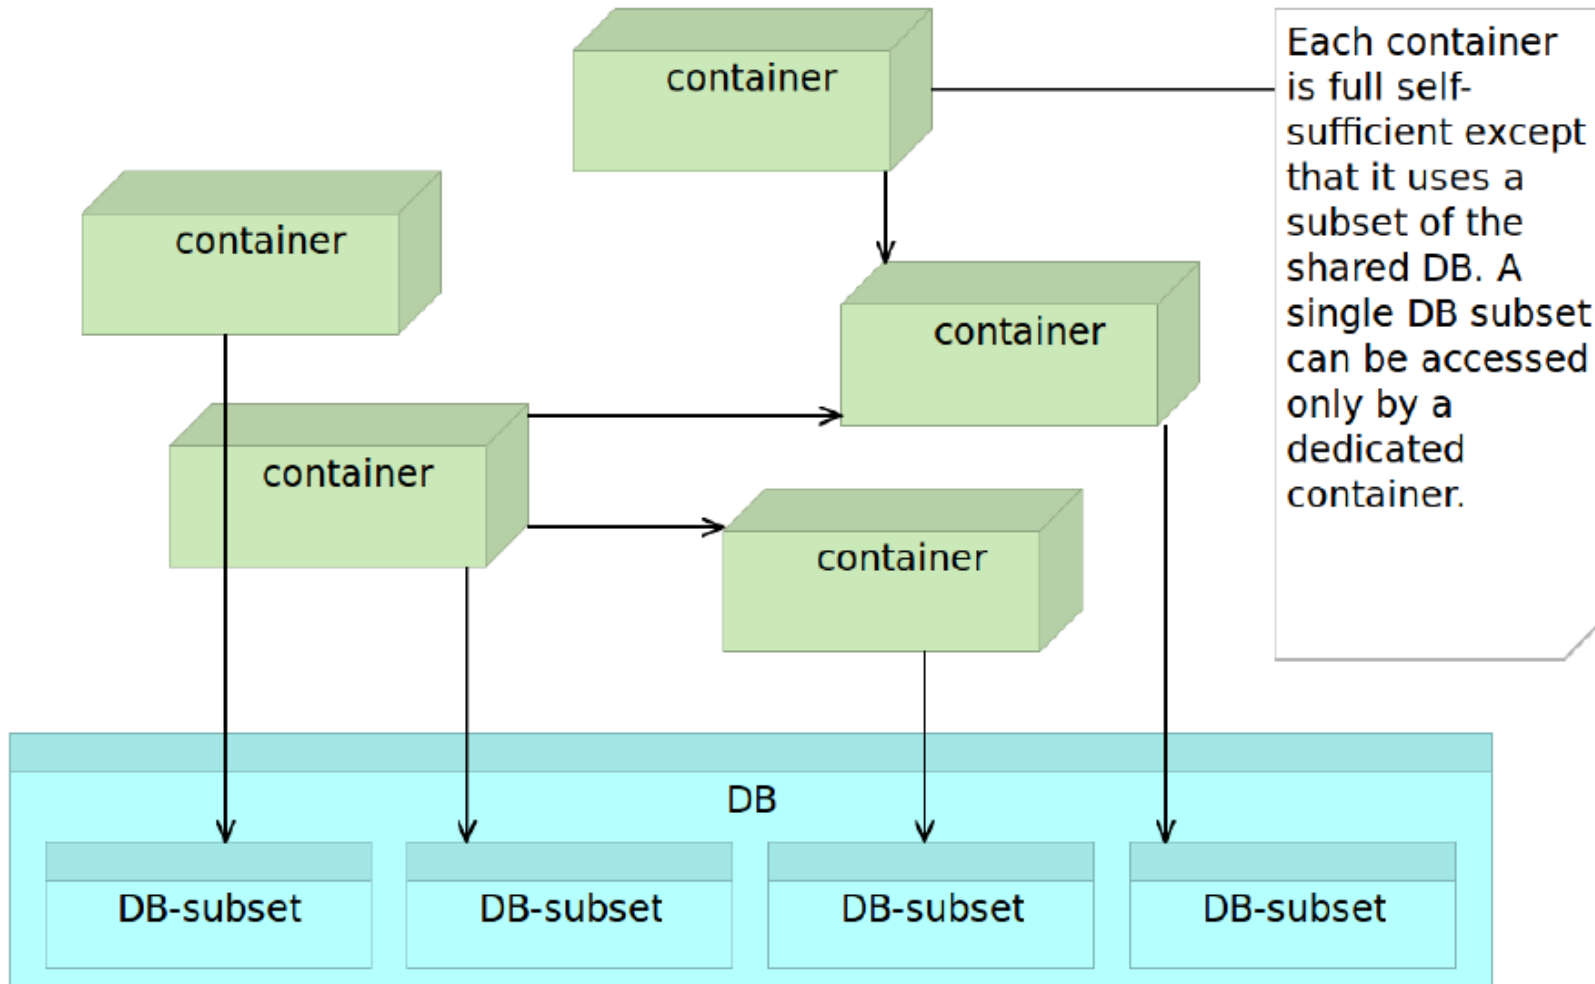 container
container
container
container
container
Each container
is full self-
sufficient except
that it uses a
subset of the
shared DB. A
single DB subset
can be accessed
only by a
dedicated
container.
DB
DB-subset
DB-subset
DB-subset
DB-subset